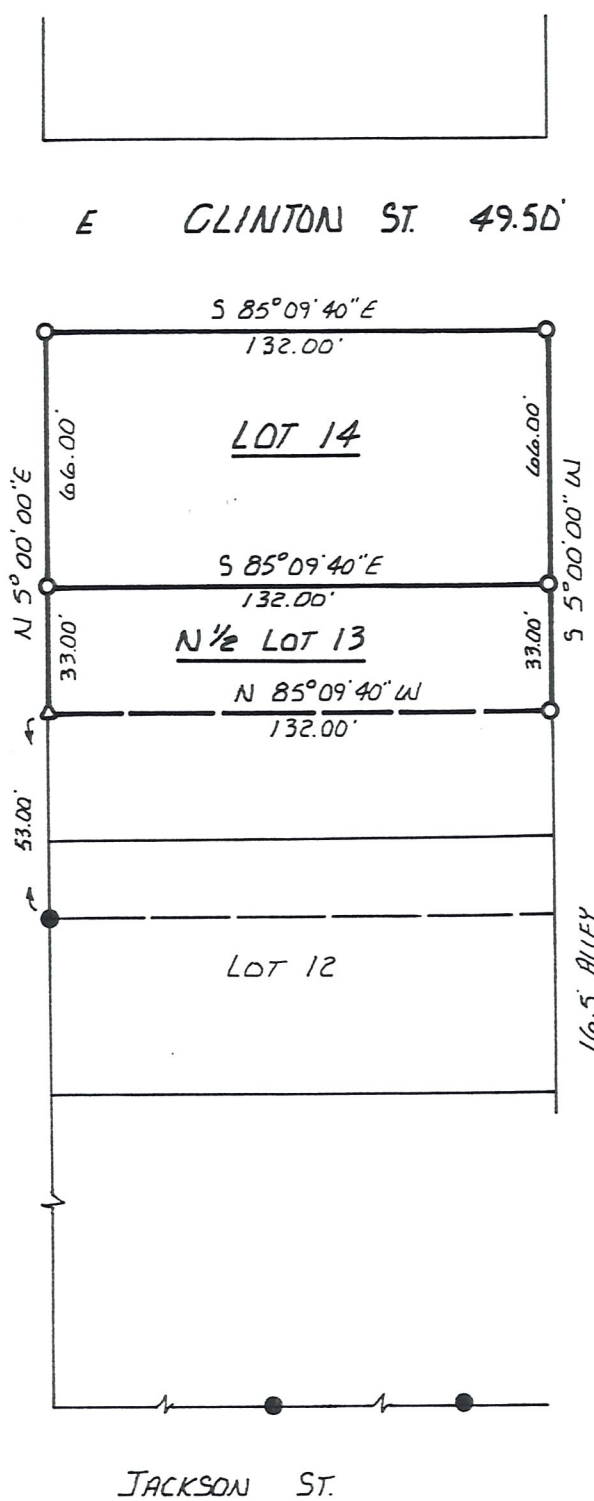 E CLINTON ST. 49.50'
S 85°09'40"E
132.00'
LOT 14
66.00'
66.00'
N 5°00'00"E
S 5°00'00" W
S 85°09'40"E
132.00'
N 1/2 LOT 13
33.00'
33.00'
N 85°09'40" W
132.00'
53.00'
LOT 12
16.5' ALLEY
JACKSON ST.